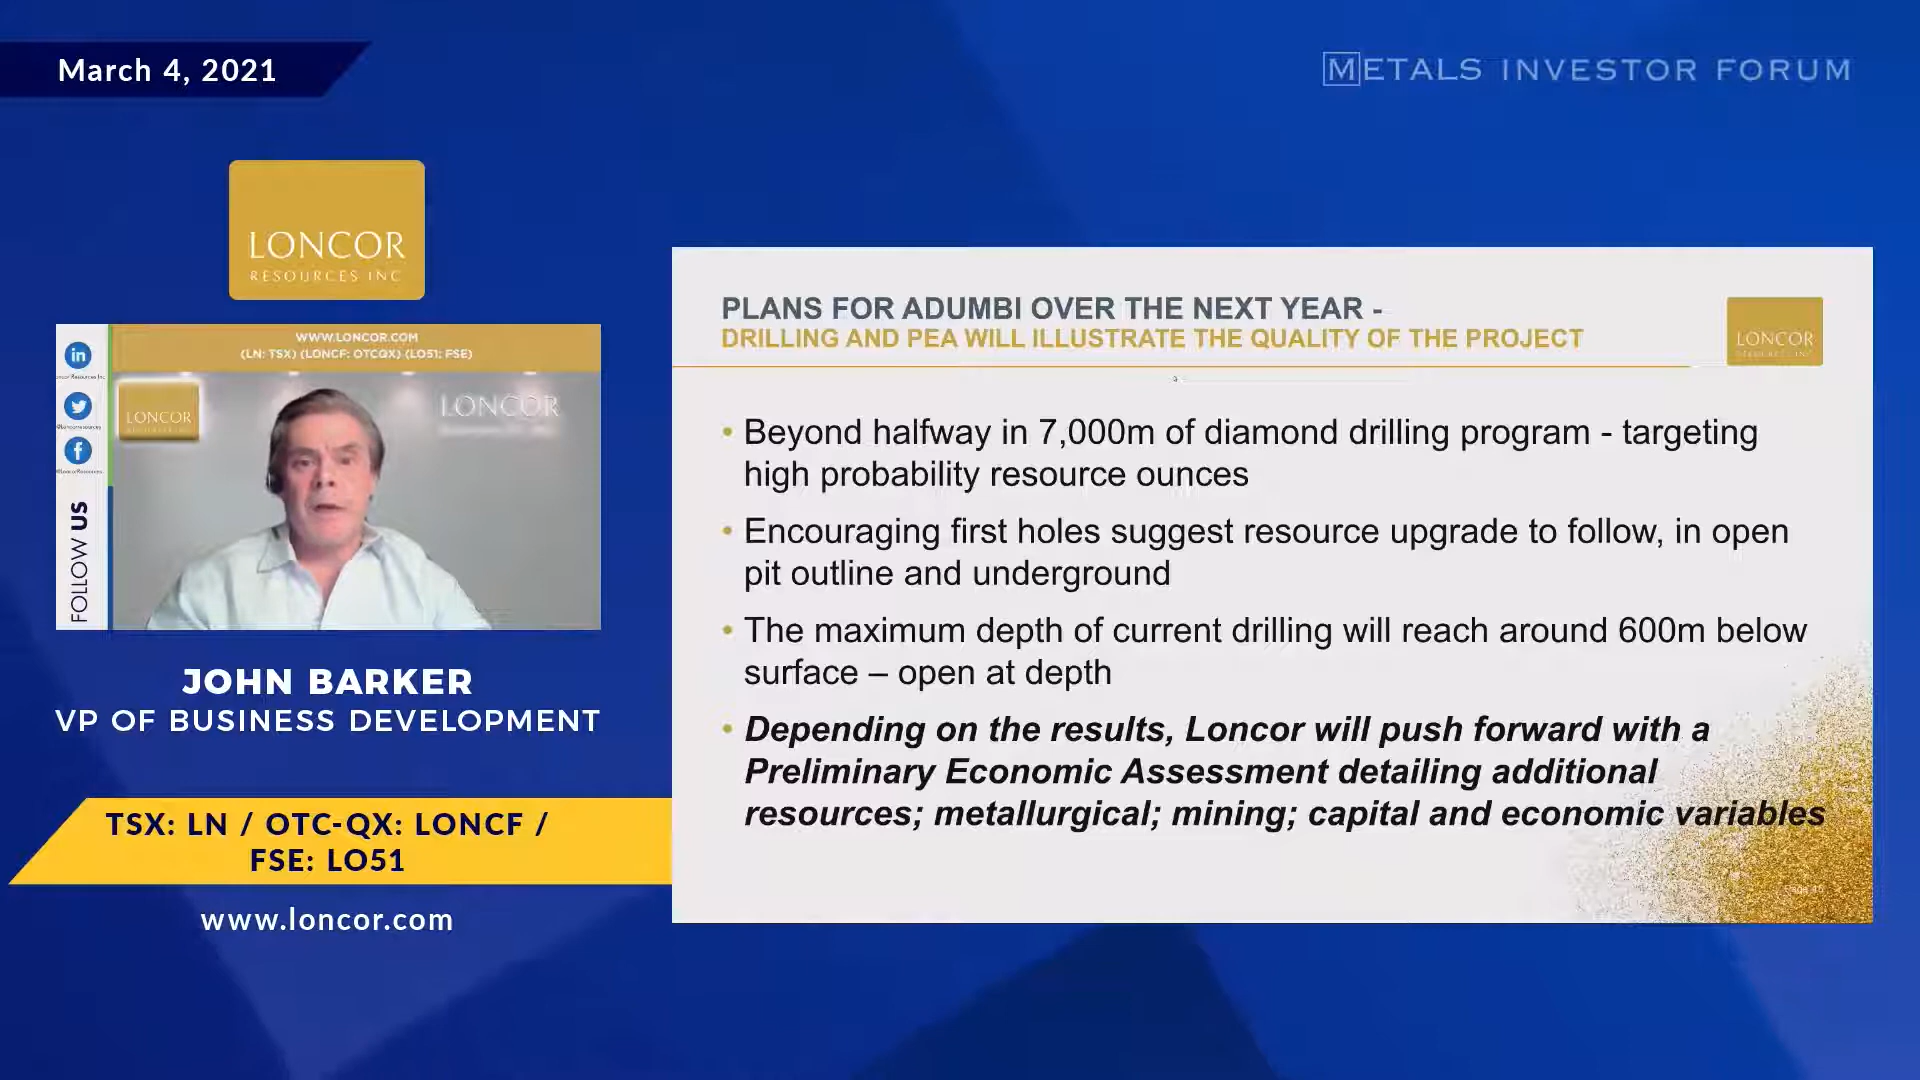 March 4, 2021
METALS INVESTOR FORUM
LONCOR
RESOURCES INC
WWW.LONCOR.COM
(LN: TSX) (LONCF: OTCQX) (LO51: FSE)
LONCOR
LONCOR
FOLLOW US
JOHN BARKER
VP OF BUSINESS DEVELOPMENT
TSX: LN / OTC-QX: LONCF /
FSE: LO51
www.loncor.com
PLANS FOR ADUMBI OVER THE NEXT YEAR -
DRILLING AND PEA WILL ILLUSTRATE THE QUALITY OF THE PROJECT
LONCOR
RESOURCES INC
• Beyond halfway in 7,000m of diamond drilling program - targeting
high probability resource ounces
• Encouraging first holes suggest resource upgrade to follow, in open
pit outline and underground
• The maximum depth of current drilling will reach around 600m below
surface – open at depth
• Depending on the results, Loncor will push forward with a
Preliminary Economic Assessment detailing additional
resources; metallurgical; mining; capital and economic variables